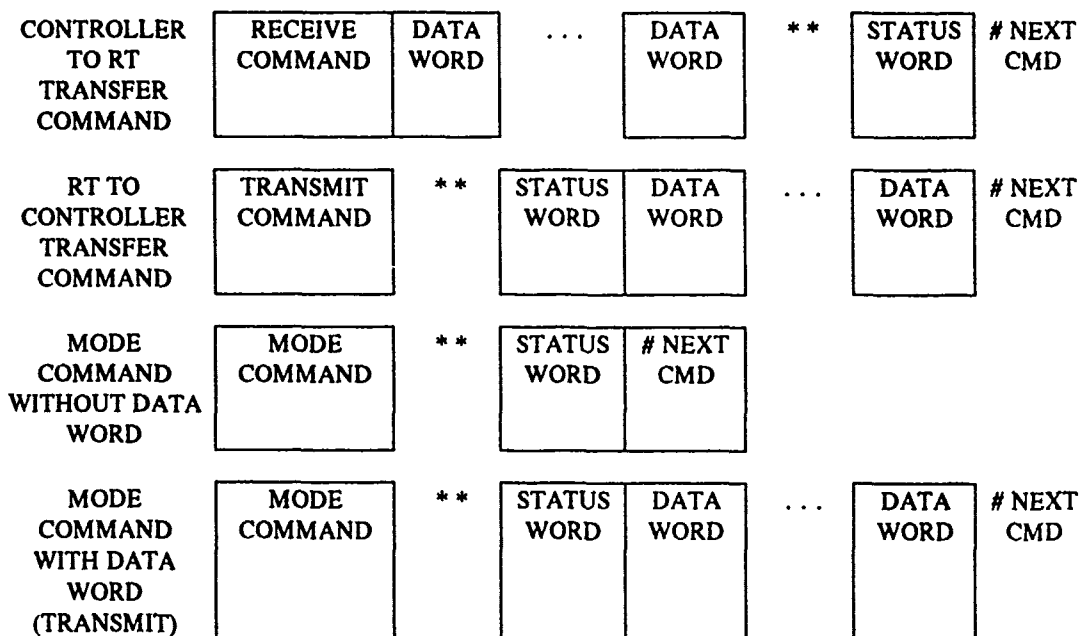 CONTROLLER TO RT TRANSFER COMMAND
RECEIVE COMMAND
DATA WORD
. . .
DATA WORD
* *
STATUS WORD
# NEXT CMD
RT TO CONTROLLER TRANSFER COMMAND
TRANSMIT COMMAND
* *
STATUS WORD
DATA WORD
. . .
DATA WORD
# NEXT CMD
MODE COMMAND WITHOUT DATA WORD
MODE COMMAND
* *
STATUS WORD
# NEXT CMD
MODE COMMAND WITH DATA WORD (TRANSMIT)
MODE COMMAND
* *
STATUS WORD
DATA WORD
. . .
DATA WORD
# NEXT CMD